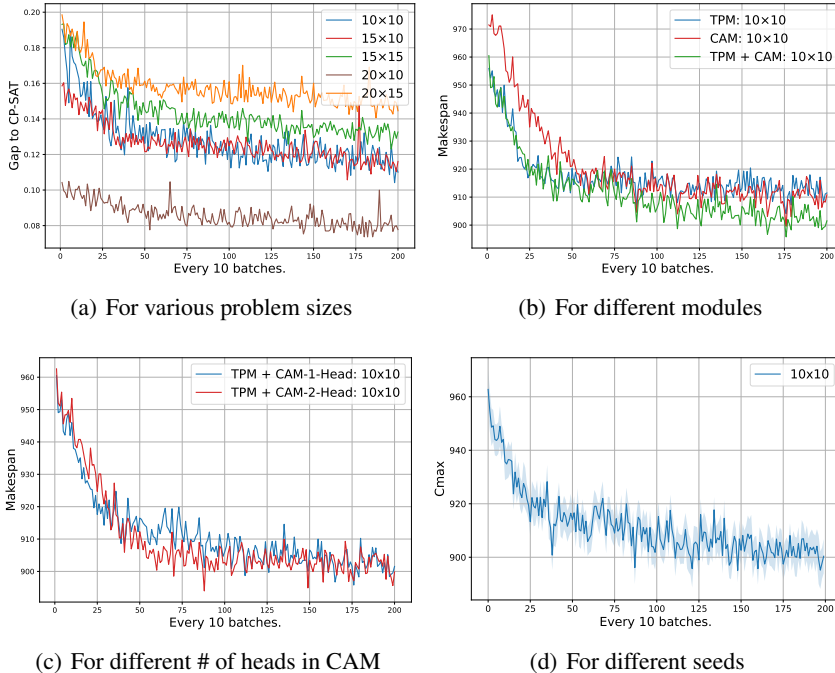 0.20
0.18
0.16
0.14
0.12
0.10
0.08
Gap to CP-SAT
10×10
15×10
15×15
20×10
20×15
0 25 50 75 100 125 150 175 200
Every 10 batches.
(a) For various problem sizes
970
960
950
940
930
920
910
900
Makespan
TPM: 10×10
CAM: 10×10
TPM + CAM: 10×10
0 25 50 75 100 125 150 175 200
Every 10 batches.
(b) For different modules
960
950
940
930
920
910
900
Makespan
TPM + CAM-1-Head: 10x10
TPM + CAM-2-Head: 10x10
0 25 50 75 100 125 150 175 200
Every 10 batches.
(c) For different # of heads in CAM
960
940
920
900
Cmax
10x10
0 25 50 75 100 125 150 175 200
Every 10 batches.
(d) For different seeds